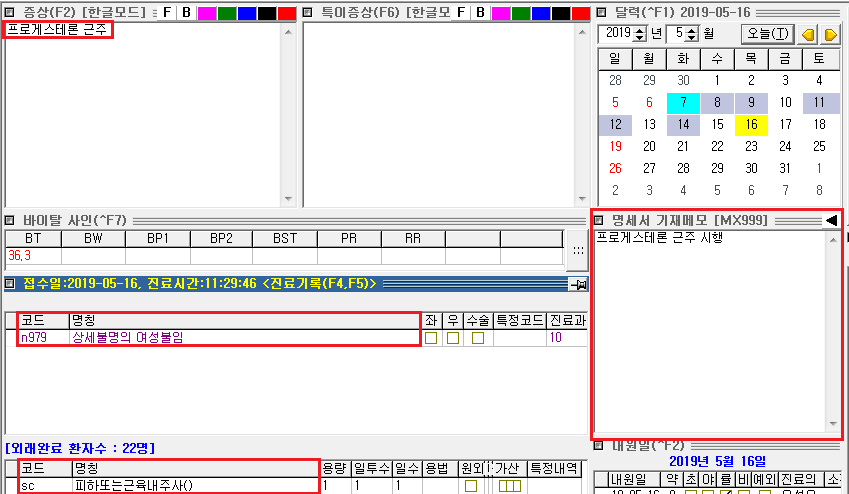 증상(F2) [한글모드]
F B
특이증상(F6) [한글모
F B
달력(^F1) 2019-05-16
프로게스테론 근주
2019 년 5 월 오늘(T)
일 월 화 수 목 금 토
28 29 30 1 2 3 4
5 6 7 8 9 10 11
12 13 14 15 16 17 18
19 20 21 22 23 24 25
26 27 28 29 30 31 1
2 3 4 5 6 7 8
바이탈 사인(^F7)
BT BW BP1 BP2 BST PR RR
36.3
명세서 기재메모 [MX999]
프로게스테론 근주 시행
접수일:2019-05-16, 진료시간:11:29:46 <진료기록(F4,F5)>
코드 명칭 좌 우 수술 특정코드 진료과
n979 상세불명의 여성불임 10
[외래완료 환자수 : 22명]
코드 명칭 용량 일투수 일수 용법 원외 가산 특정내역
sc 피하또는근육내주사() 1 1 1
내원일(^F2)
2019년 5월 16일
내원일 약 초 야 률 비 예외 진료의 소